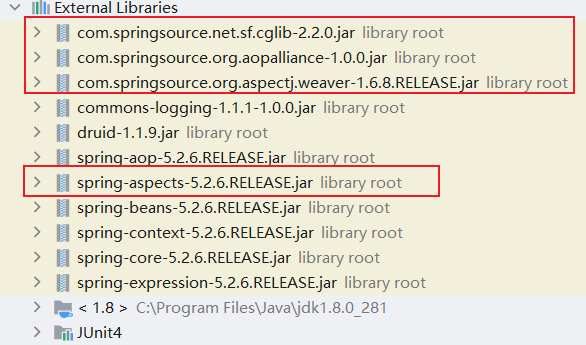 External Libraries
com.springsource.net.sf.cglib-2.2.0.jar library root
com.springsource.org.aopalliance-1.0.0.jar library root
com.springsource.org.aspectj.weaver-1.6.8.RELEASE.jar library root
commons-logging-1.1.1-1.0.0.jar library root
druid-1.1.9.jar library root
spring-aop-5.2.6.RELEASE.jar library root
spring-aspects-5.2.6.RELEASE.jar library root
spring-beans-5.2.6.RELEASE.jar library root
spring-context-5.2.6.RELEASE.jar library root
spring-core-5.2.6.RELEASE.jar library root
spring-expression-5.2.6.RELEASE.jar library root
< 1.8 > C:\Program Files\Java\jdk1.8.0_281
JUnit4